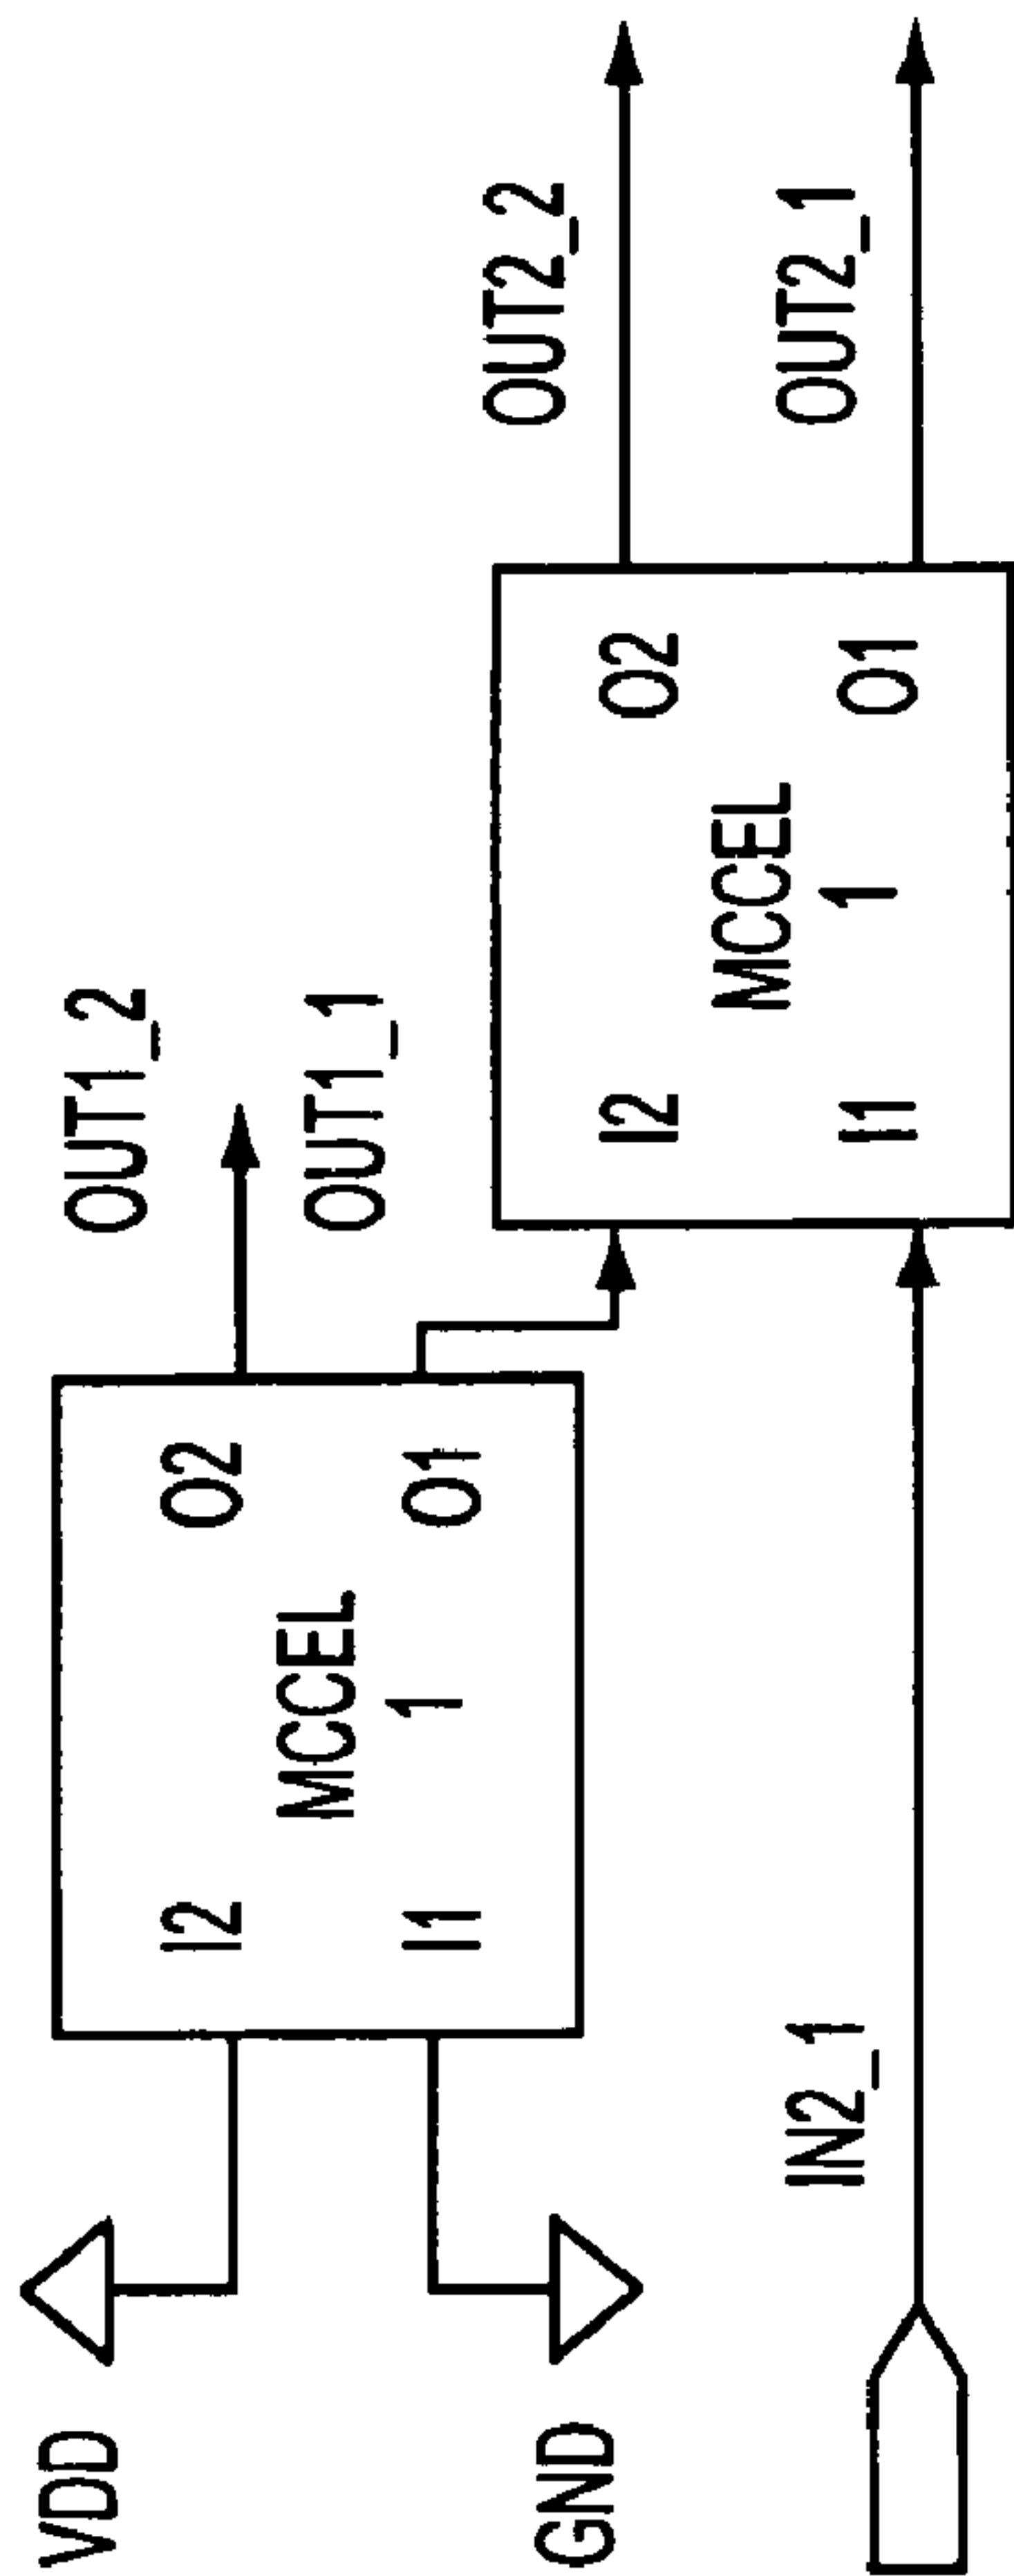 VDD
GND
I2
I1
MCCEL
1
O2
O1
OUT1_2
OUT1_1
IN2_1
I2
I1
MCCEL
1
O2
O1
OUT2_2
OUT2_1